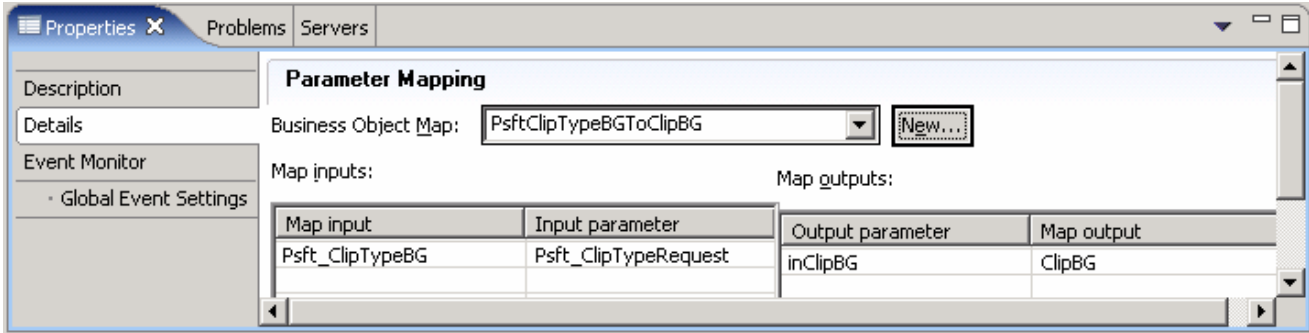 Properties Problems Servers
Description
Details
Event Monitor
Global Event Settings
Parameter Mapping
Business Object Map: PsftClipTypeBGToClipBG New...
Map inputs:
Map input Input parameter
Psft_ClipTypeBG Psft_ClipTypeRequest
Map outputs:
Output parameter Map output
inClipBG ClipBG